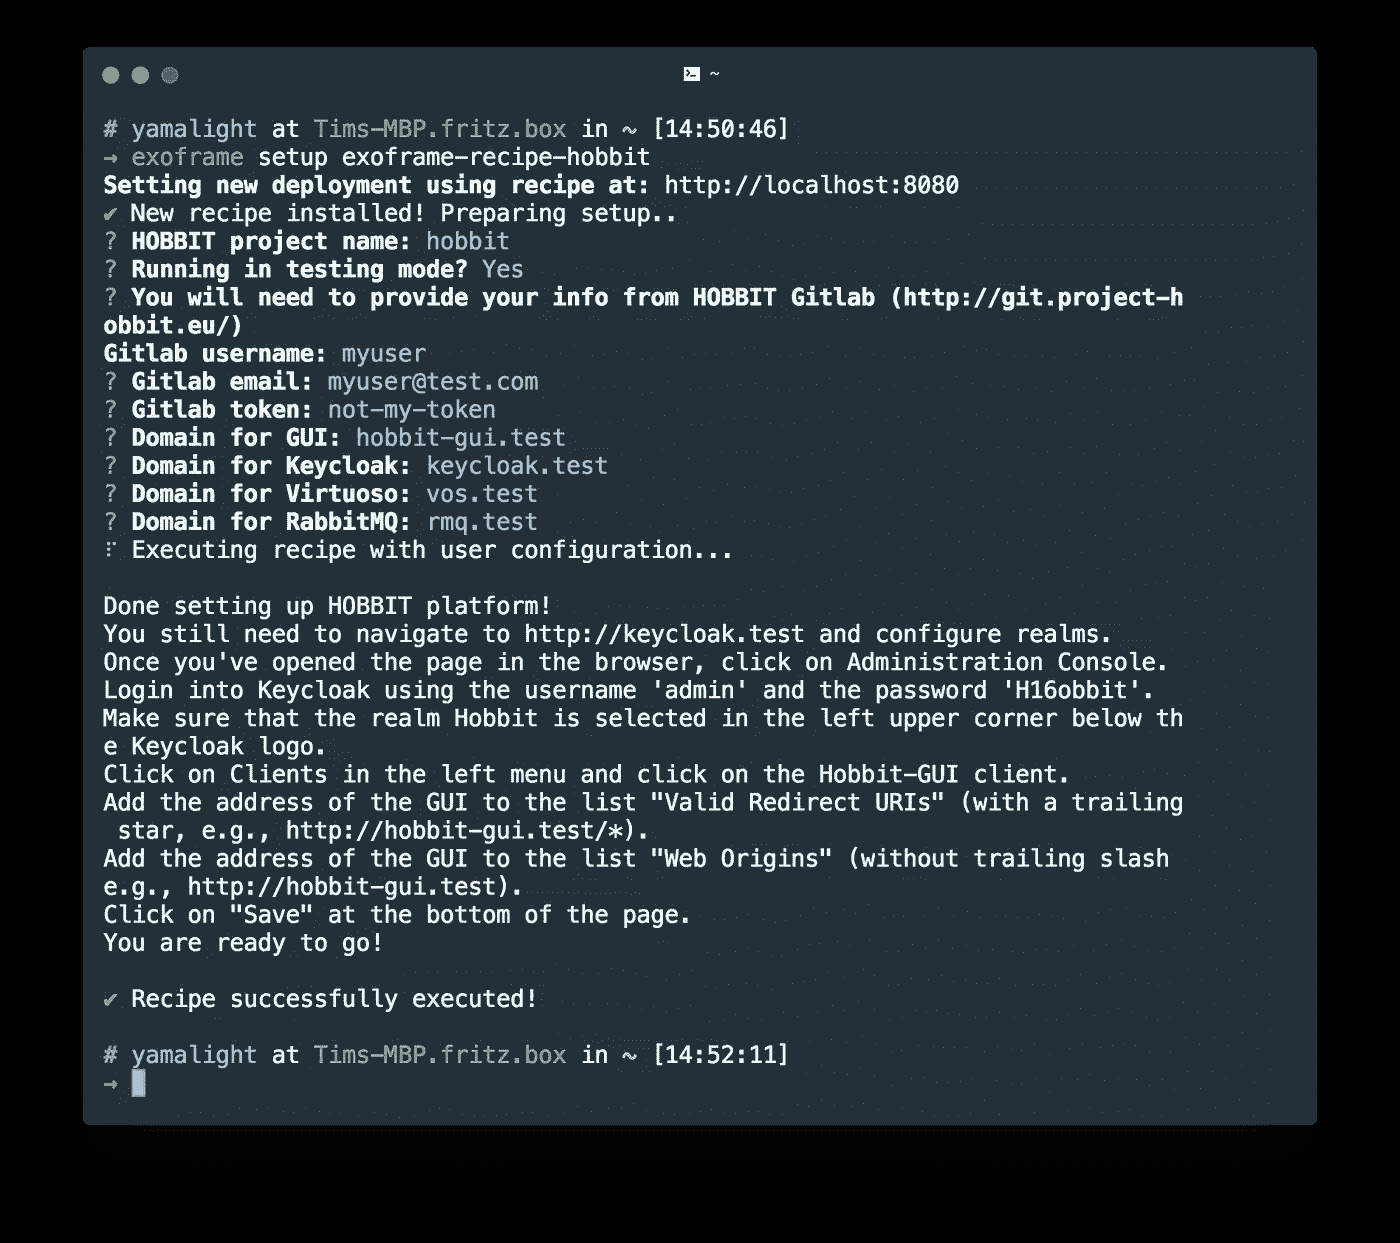 ~
# yamalight at Tims-MBP.fritz.box in ~ [14:50:46]
→ exoframe setup exoframe-recipe-hobbit
Setting new deployment using recipe at: http://localhost:8080
✔ New recipe installed! Preparing setup..
? HOBBIT project name: hobbit
? Running in testing mode? Yes
? You will need to provide your info from HOBBIT Gitlab (http://git.project-h
obbit.eu/)
Gitlab username: myuser
? Gitlab email: myuser@test.com
? Gitlab token: not-my-token
? Domain for GUI: hobbit-gui.test
? Domain for Keycloak: keycloak.test
? Domain for Virtuoso: vos.test
? Domain for RabbitMQ: rmq.test
⠏ Executing recipe with user configuration...
Done setting up HOBBIT platform!
You still need to navigate to http://keycloak.test and configure realms.
Once you've opened the page in the browser, click on Administration Console.
Login into Keycloak using the username 'admin' and the password 'H16obbit'.
Make sure that the realm Hobbit is selected in the left upper corner below th
e Keycloak logo.
Click on Clients in the left menu and click on the Hobbit-GUI client.
Add the address of the GUI to the list "Valid Redirect URIs" (with a trailing
 star, e.g., http://hobbit-gui.test/*).
Add the address of the GUI to the list "Web Origins" (without trailing slash
e.g., http://hobbit-gui.test).
Click on "Save" at the bottom of the page.
You are ready to go!
✔ Recipe successfully executed!
# yamalight at Tims-MBP.fritz.box in ~ [14:52:11]
→